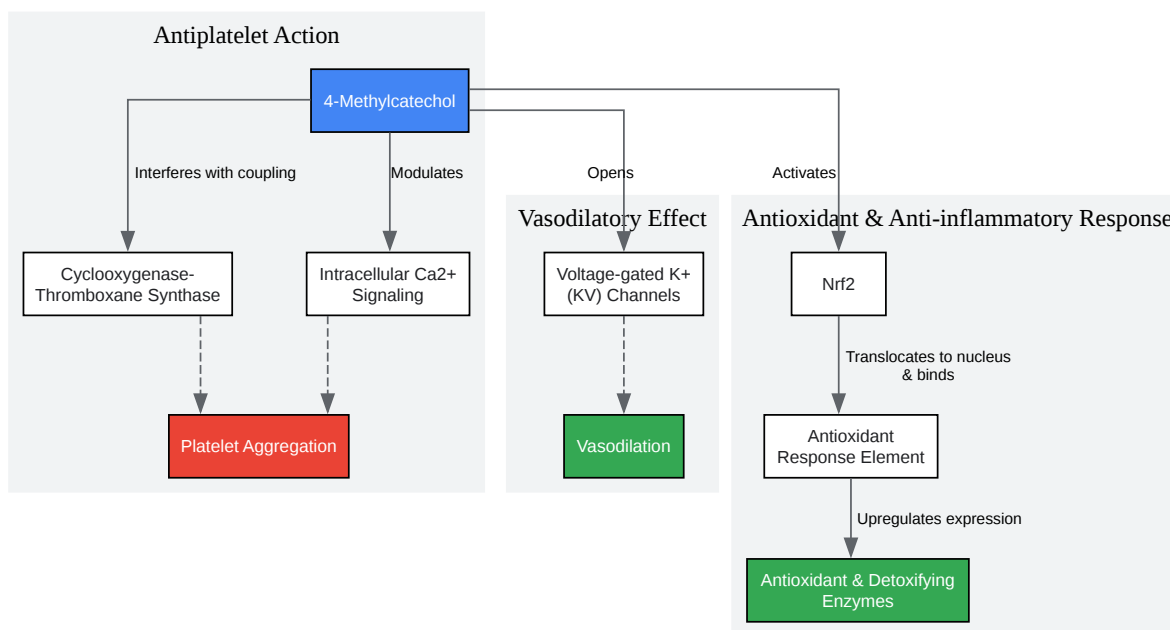 Antiplatelet Action
4-Methylcatechol
Interferes with coupling
Modulates
Opens
Activates
Vasodilatory Effect
Antioxidant & Anti-inflammatory Response
Cyclooxygenase-
Thromboxane Synthase
Intracellular Ca2+
Signaling
Voltage-gated K+
(KV) Channels
Nrf2
Translocates to nucleus
& binds
Platelet Aggregation
Vasodilation
Antioxidant
Response Element
Upregulates expression
Antioxidant & Detoxifying
Enzymes